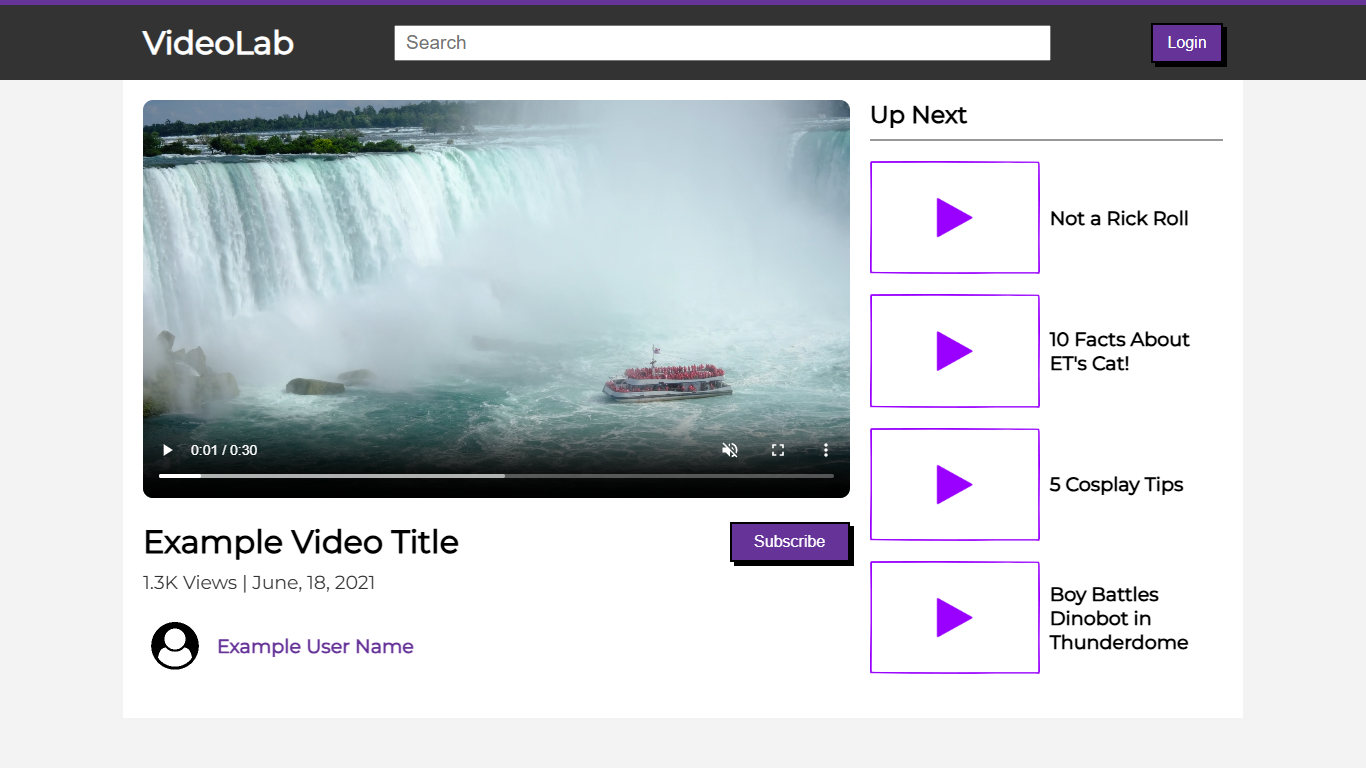 VideoLab
Search
Login
0:01 / 0:30
Example Video Title
Subscribe
1.3K Views | June, 18, 2021
Example User Name
Up Next
Not a Rick Roll
10 Facts About
ET's Cat!
5 Cosplay Tips
Boy Battles
Dinobot in
Thunderdome